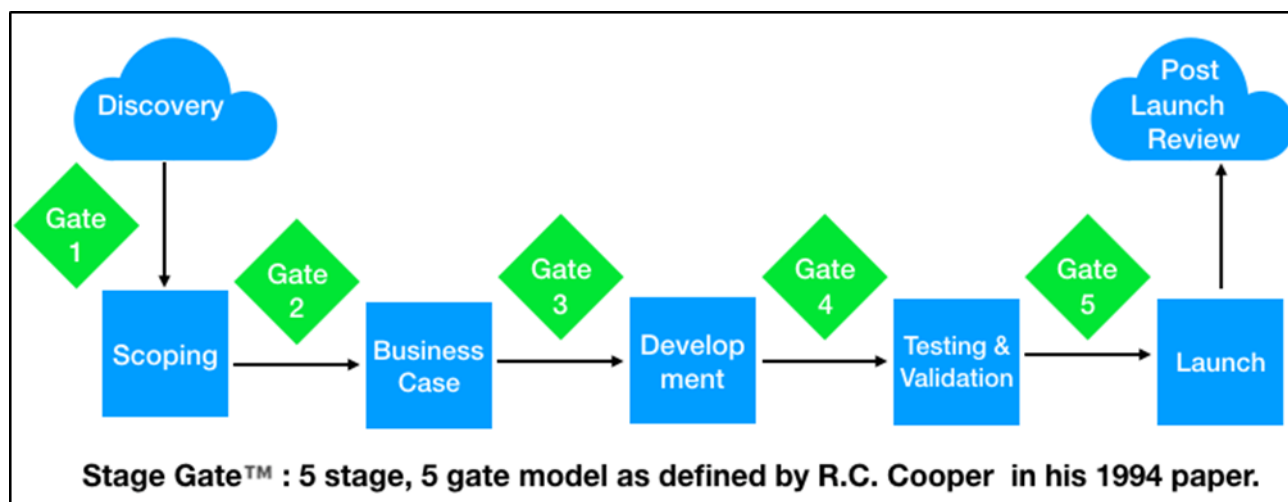 Discovery
Post
Launch
Review
Gate
1
Gate
2
Gate
3
Gate
4
Gate
5
Scoping
Business
Case
Develop
ment
Testing &
Validation
Launch
Stage Gate™ : 5 stage, 5 gate model as defined by R.C. Cooper in his 1994 paper.